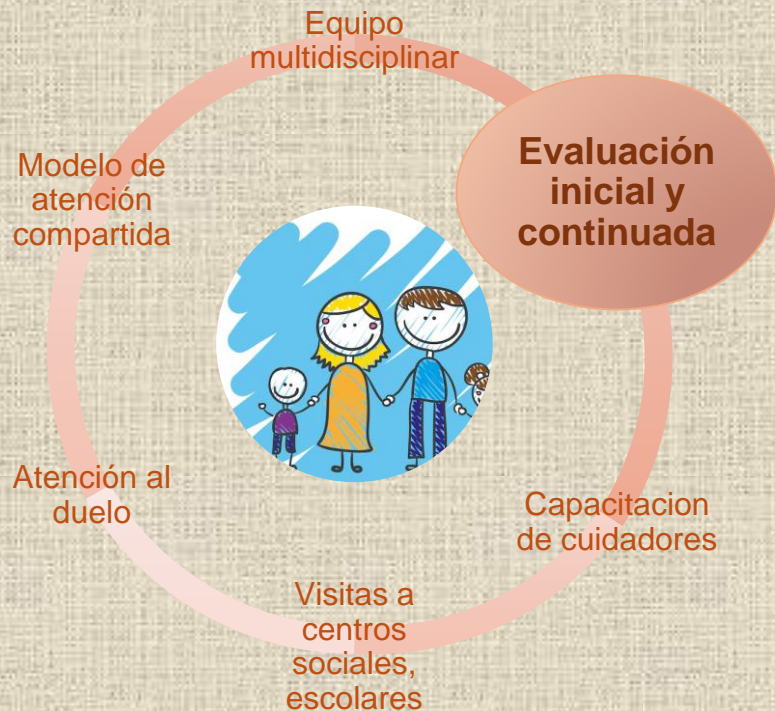 Equipo
multidisciplinar
Evaluación
inicial y
continuada
Capacitacion
de cuidadores
Visitas a
centros
sociales,
escolares
Atención al
duelo
Modelo de
atención
compartida